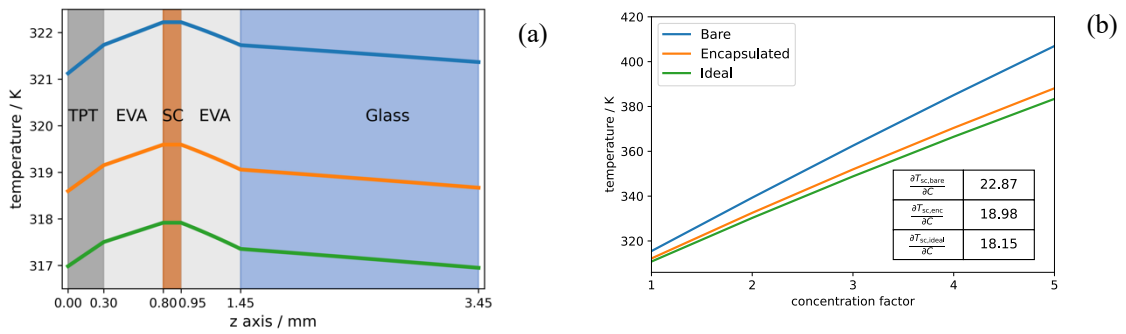 (a)
322
321
320
319
318
317
temperature / K
TPT
EVA
SC
EVA
Glass
0.00
0.30
0.80
0.95
1.45
3.45
z axis / mm
(b)
420
400
380
360
340
320
temperature / K
Bare
Encapsulated
Ideal
∂T_sc,bare/∂C 22.87
∂T_sc,enc/∂C 18.98
∂T_sc,ideal/∂C 18.15
1
2
3
4
5
concentration factor